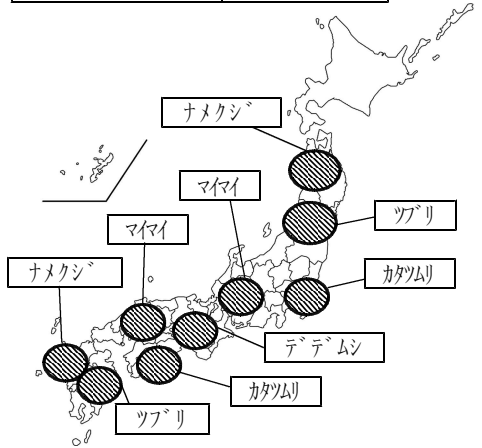 ﾅﾒｸｼﾞ
ﾏｲﾏｲ
ﾂﾌﾞﾘ
ﾏｲﾏｲ
ﾅﾒｸｼﾞ
ｶﾀﾂﾑﾘ
ﾃﾞﾃﾞﾑｼ
ｶﾀﾂﾑﾘ
ﾂﾌﾞﾘ